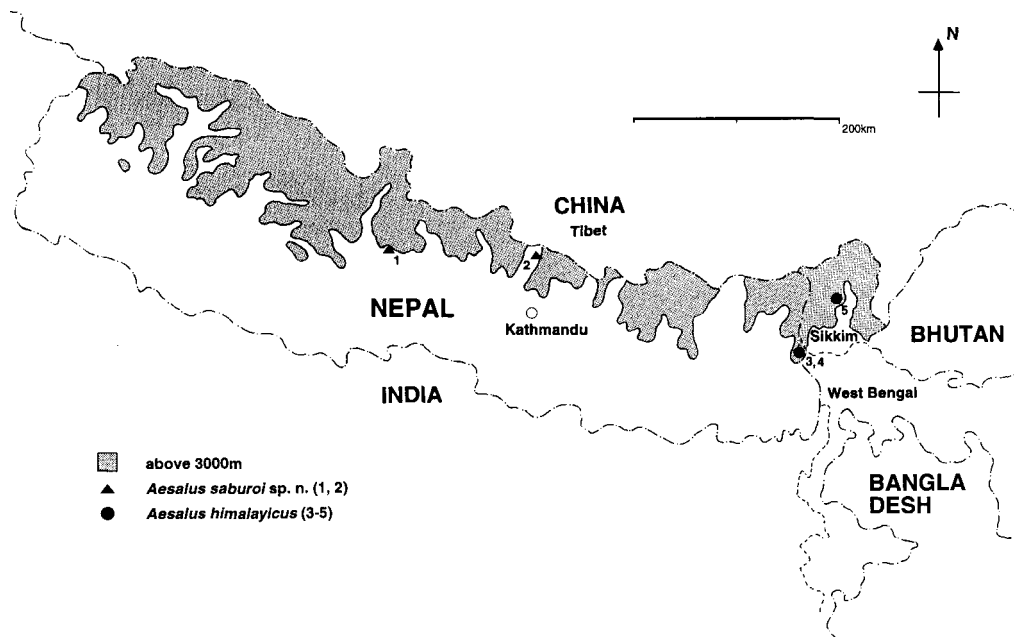 N
200km
CHINA
Tibet
1
2
NEPAL
Kathmandu
5
Sikkim
BHUTAN
3,4
INDIA
West Bengal
above 3000m
Aesalus saburoi sp. n. (1, 2)
Aesalus himalayicus (3-5)
BANGLA
DESH